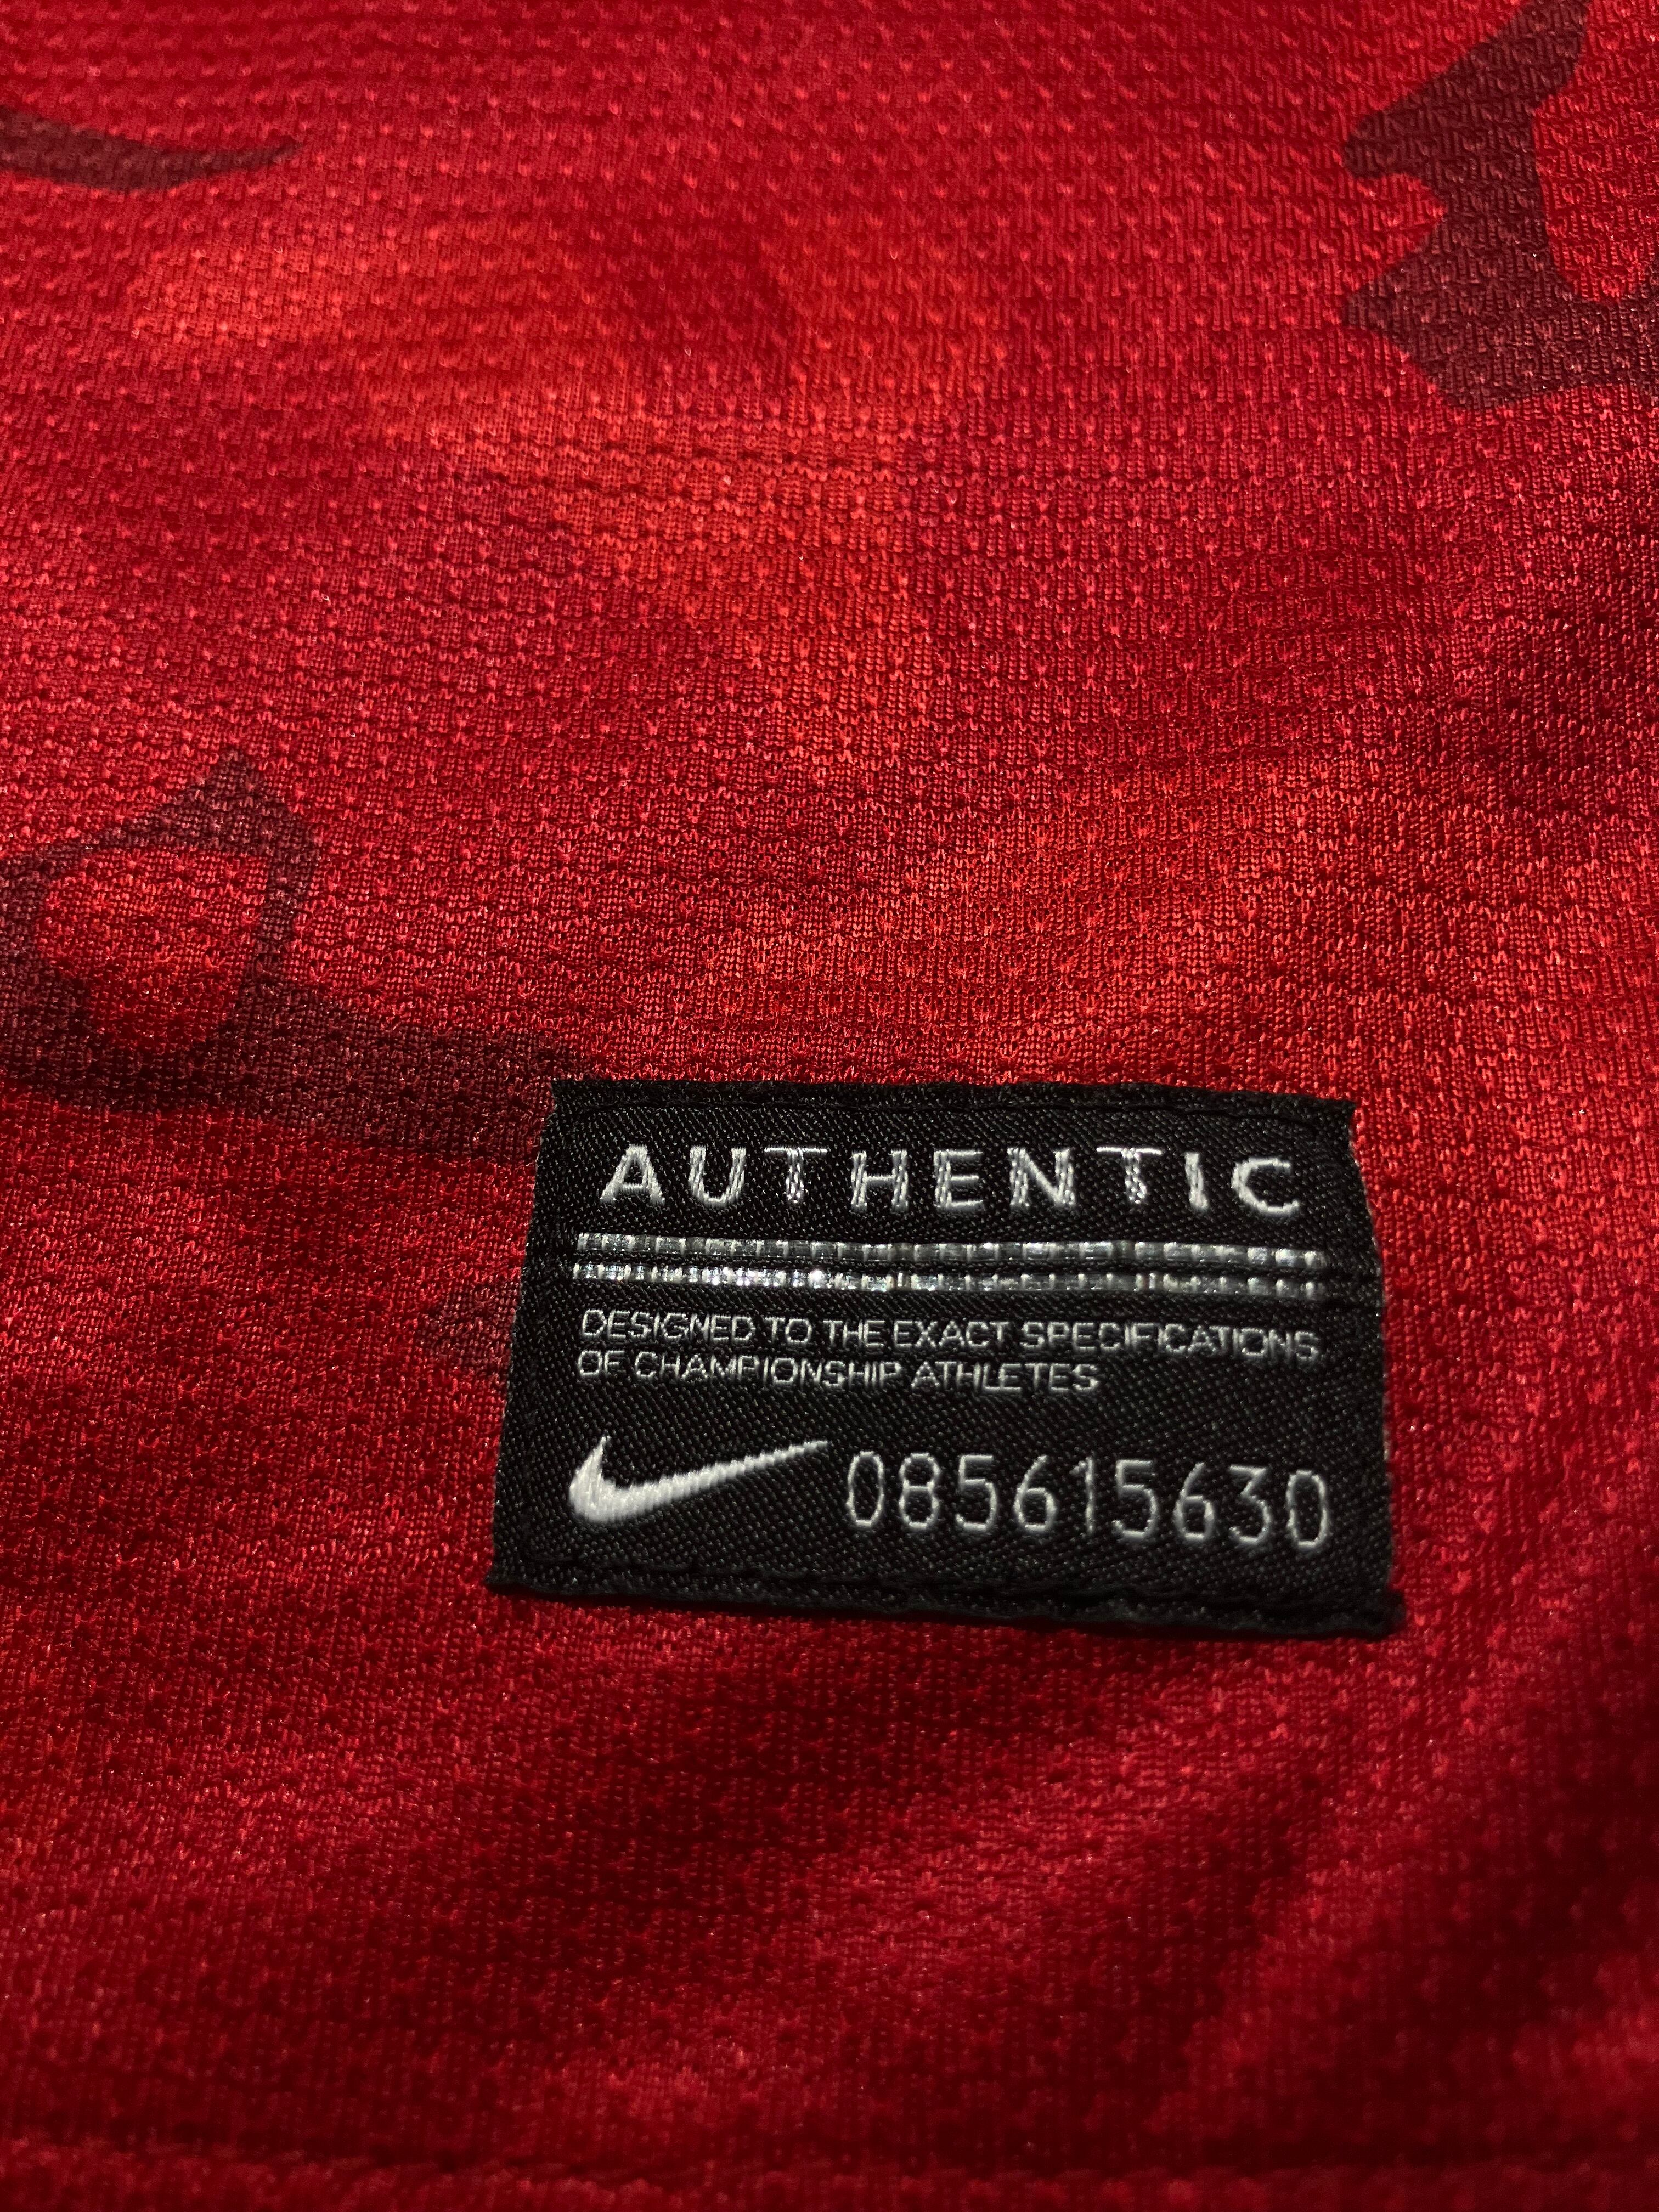 AUTHENTIC
DESIGNED TO THE EXACT SPECIFICATIONS
OF CHAMPIONSHIP ATHLETES
085615630